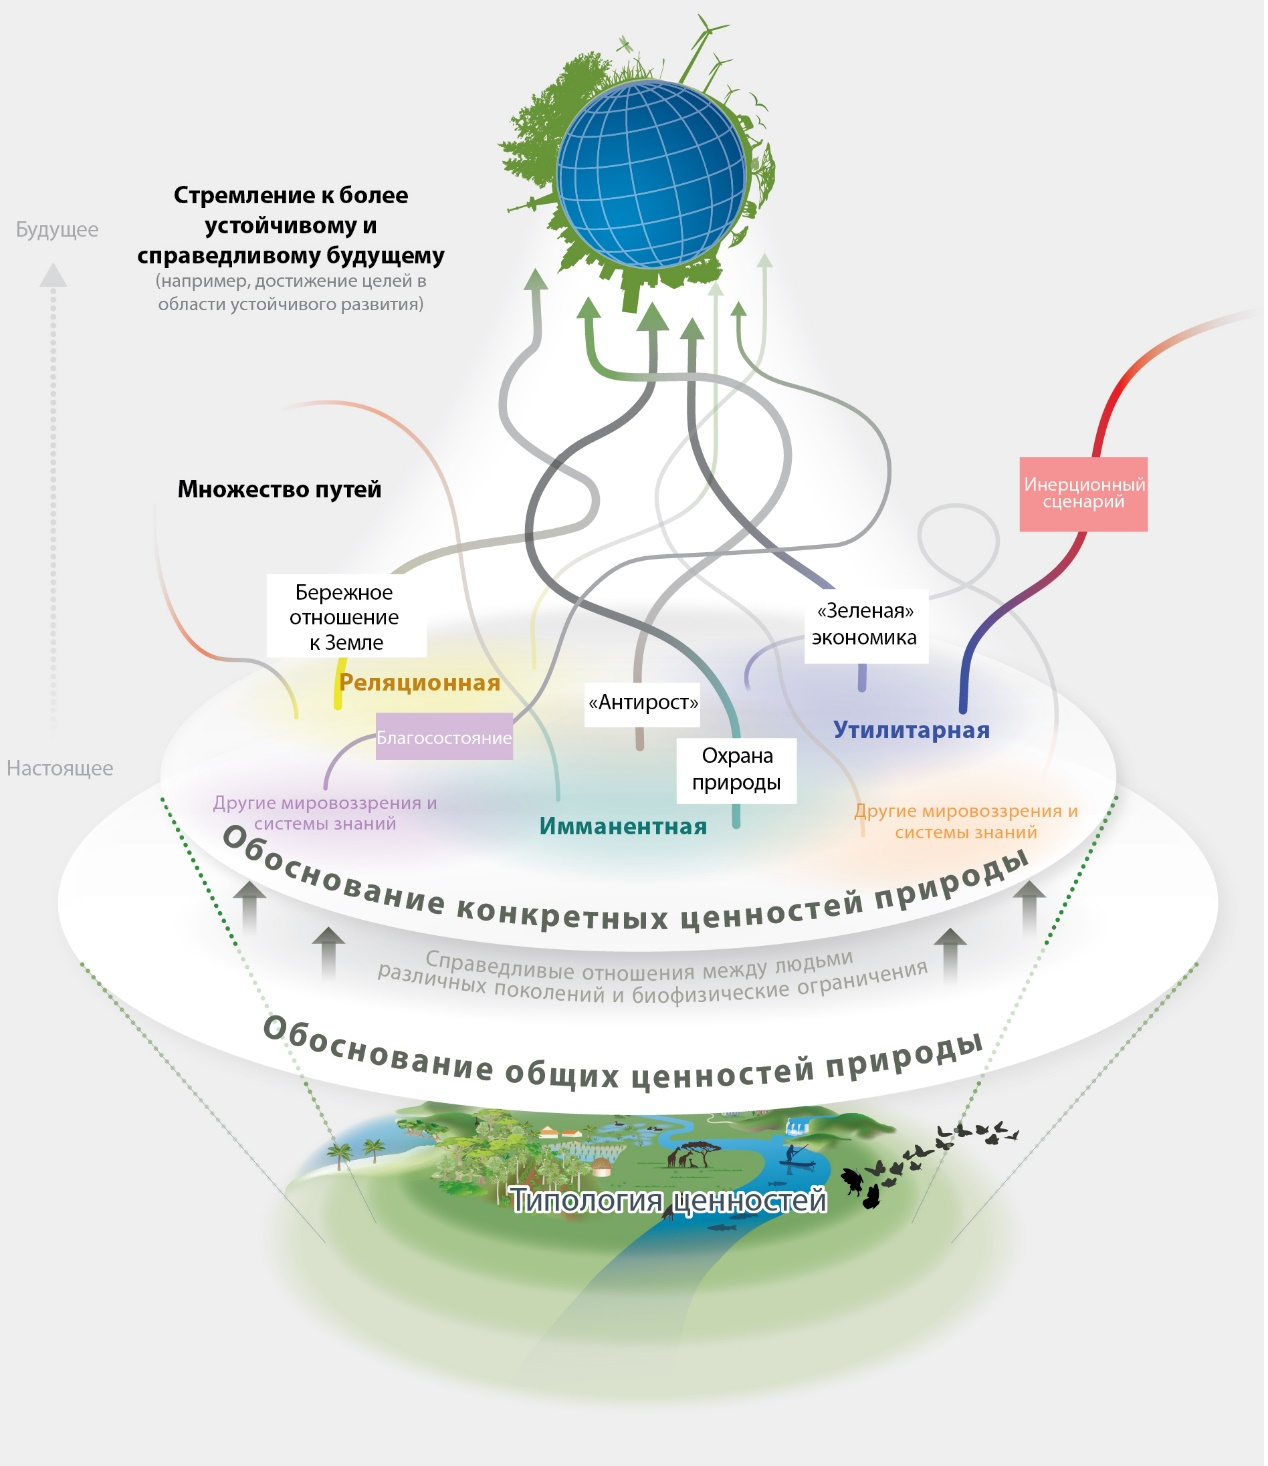 Стремление к более
устойчивому и
справедливому будущему
(например, достижение целей в
области устойчивого развития)
Будущее
Множество путей
Инерционный
сценарий
Бережное
отношение
к Земле
«Зеленая»
экономика
Реляционная
«Антирост»
Утилитарная
Благосостояние
Охрана
природы
Настоящее
Другие мировоззрения и
системы знаний
Имманентная
Другие мировоззрения и
системы знаний
Обоснование конкретных ценностей природы
Справедливые отношения между людьми
различных поколений и биофизические ограничения
Обоснование общих ценностей природы
Типология ценностей